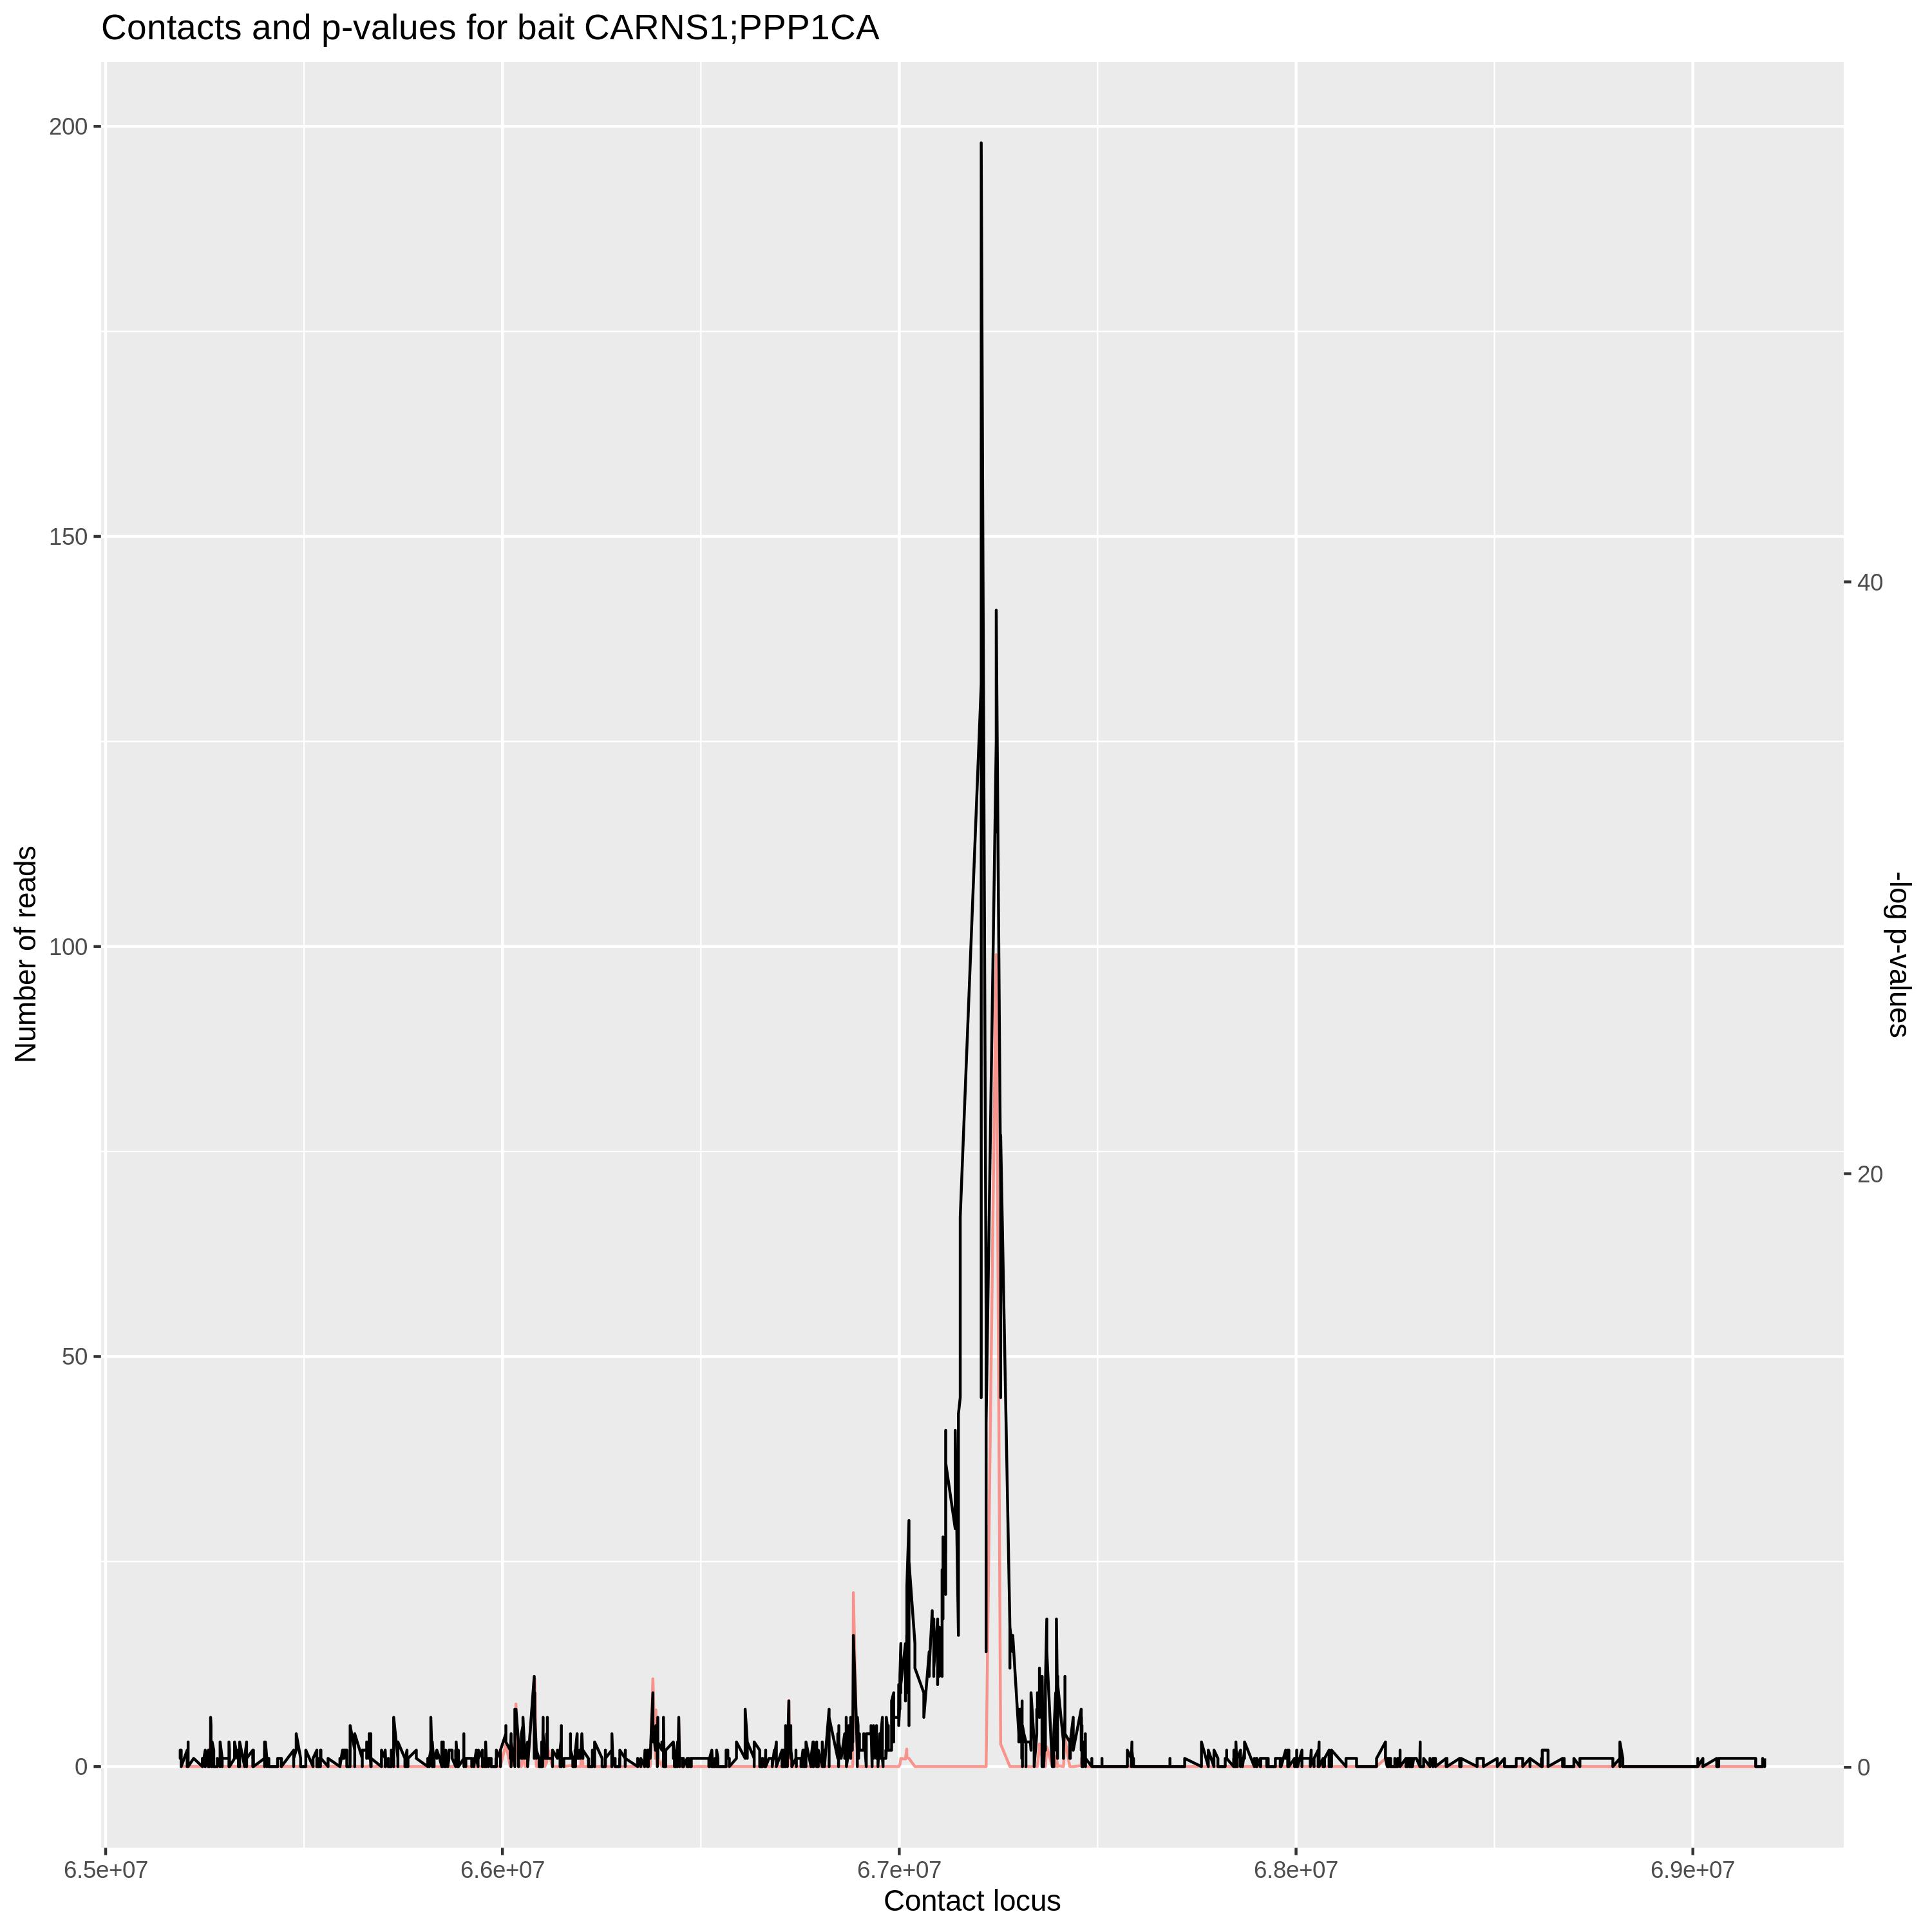 Contacts and p-values for bait CARNS1;PPP1CA
200
150
100
50
0
Number of reads
40
20
0
-log p-values
6.5e+07 6.6e+07 6.7e+07 6.8e+07 6.9e+07
Contact locus